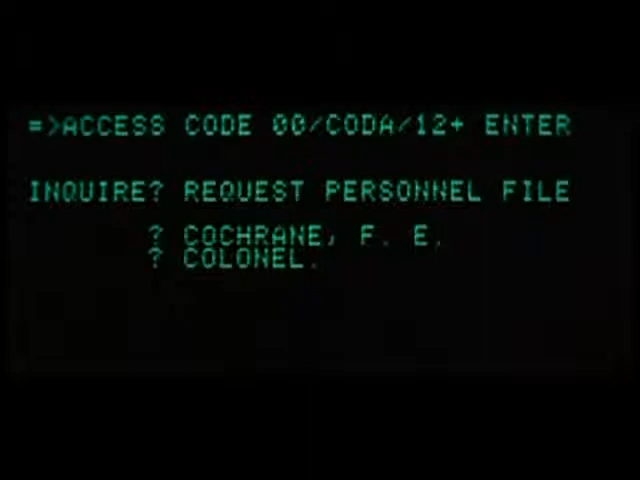 =>ACCESS CODE 00/CODA/12+ ENTER
INQUIRE? REQUEST PERSONNEL FILE
? COCHRANE, F. E.
? COLONEL.